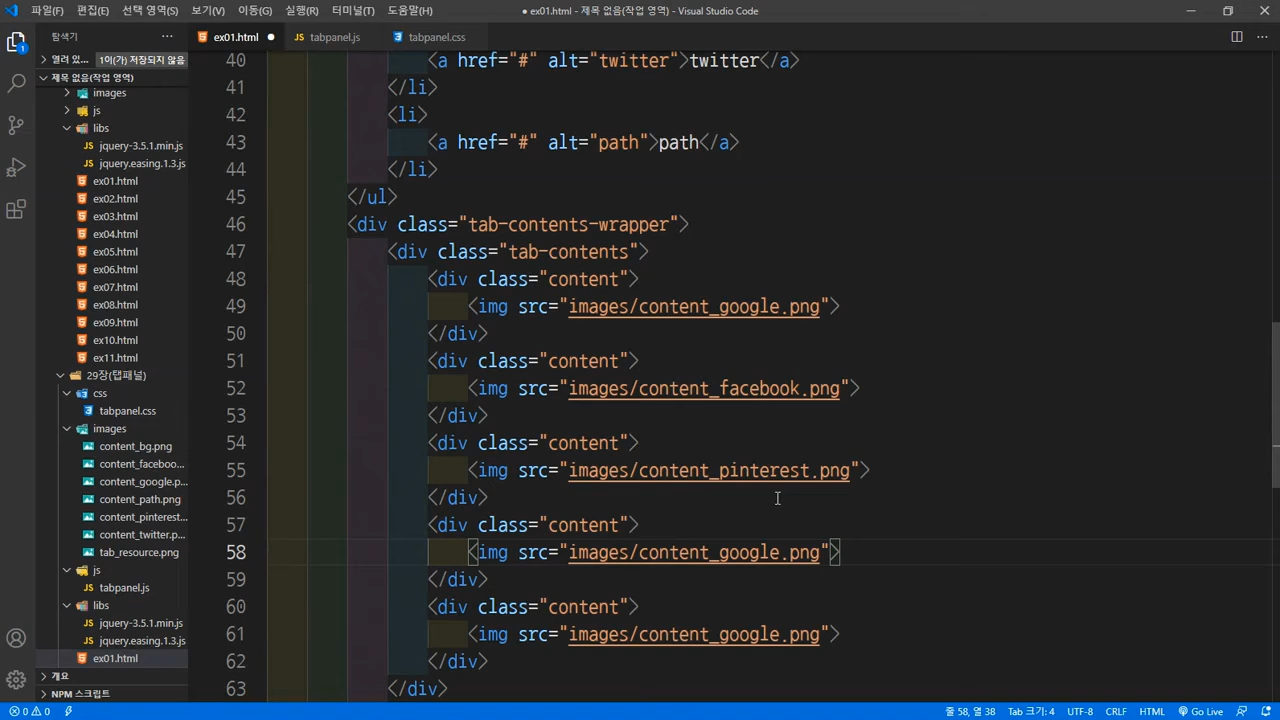 파일(F) 편집(E) 선택 영역(S) 보기(V) 이동(G) 실행(R) 터미널(T) 도움말(H)
● ex01.html - 제목 없음(작업 영역) - Visual Studio Code
탐색기 ···
ex01.html ●
JS tabpanel.js
tabpanel.css
열려 있... 1이(가) 저장되지 않음
제목 없음(작업 영역)
images
JS js
libs
JS jquery-3.5.1.min.js
JS jquery.easing.1.3.js
ex01.html
ex02.html
ex03.html
ex04.html
ex05.html
ex06.html
ex07.html
ex08.html
ex09.html
ex10.html
ex11.html
29장(탭패널)
css
tabpanel.css
images
content_bg.png
content_faceboo...
content_google.p...
content_path.png
content_pinterest...
content_twitter.p...
tab_resource.png
js
JS tabpanel.js
libs
JS jquery-3.5.1.min.js
JS jquery.easing.1.3.js
ex01.html
개요
NPM 스크립트
40 <a href="#" alt="twitter">twitter</a>
41 </li>
42 <li>
43 <a href="#" alt="path">path</a>
44 </li>
45 </ul>
46 <div class="tab-contents-wrapper">
47 <div class="tab-contents">
48 <div class="content">
49 <img src="images/content_google.png">
50 </div>
51 <div class="content">
52 <img src="images/content_facebook.png">
53 </div>
54 <div class="content">
55 <img src="images/content_pinterest.png">
56 </div>
57 <div class="content">
58 <img src="images/content_google.png">
59 </div>
60 <div class="content">
61 <img src="images/content_google.png">
62 </div>
63 </div>
0 0 줄 58, 열 38 Tab 크기: 4 UTF-8 CRLF HTML Go Live